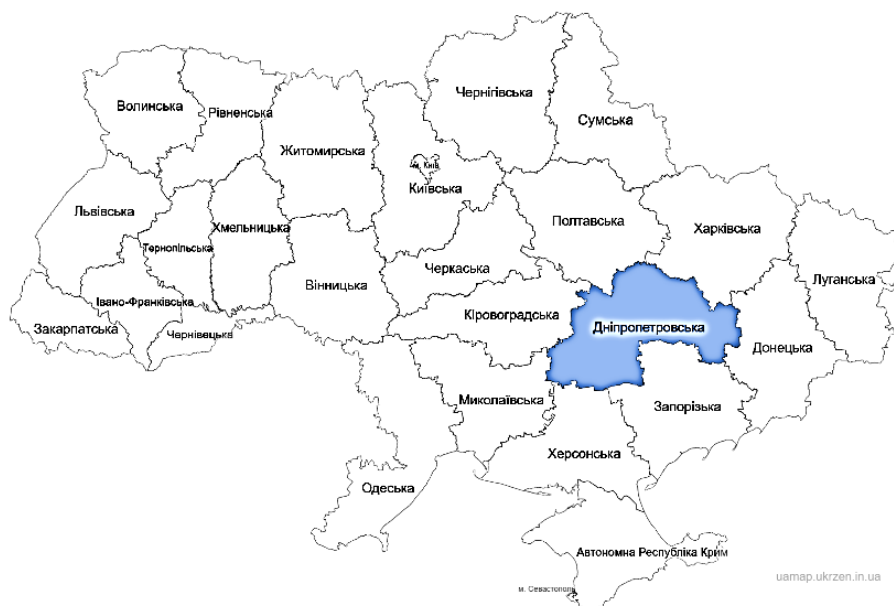 Чернігівська
Волинська
Рівненська
Сумська
Житомирська
м. Київ
Київська
Львівська
Тернопільська
Хмельницька
Полтавська
Харківська
Черкаська
Вінницька
Луганська
Івано-Франківська
Кіровоградська
Дніпропетровська
Закарпатська
Чернівецька
Донецька
Миколаївська
Запорізька
Херсонська
Одеська
Автономна Республіка Крим
м. Севастополь
uamap.ukrzen.in.ua